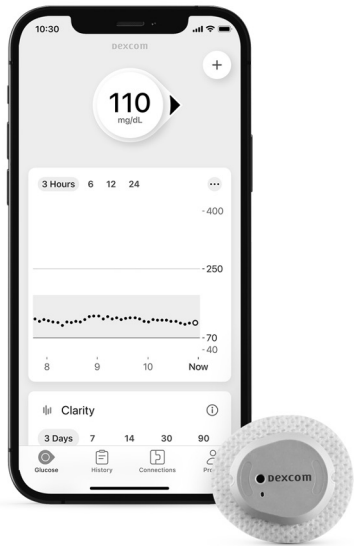 10:30
Dexcom
110
mg/dL
3 Hours 6 12 24
400
250
70
40
8 9 10 Now
Clarity
3 Days 7 14 30 90
Glucose History Connections
Dexcom